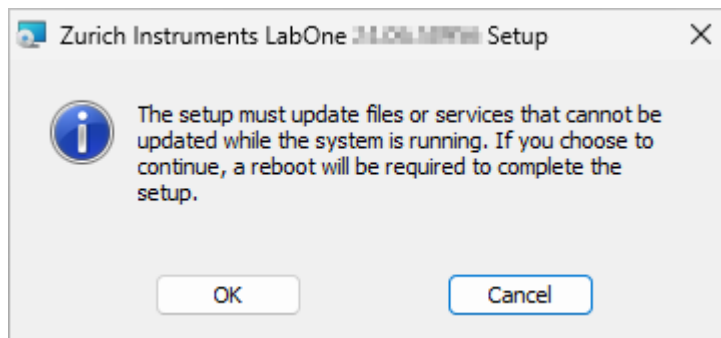 Zurich Instruments LabOne Setup
The setup must update files or services that cannot be
updated while the system is running. If you choose to
continue, a reboot will be required to complete the
setup.
OK
Cancel